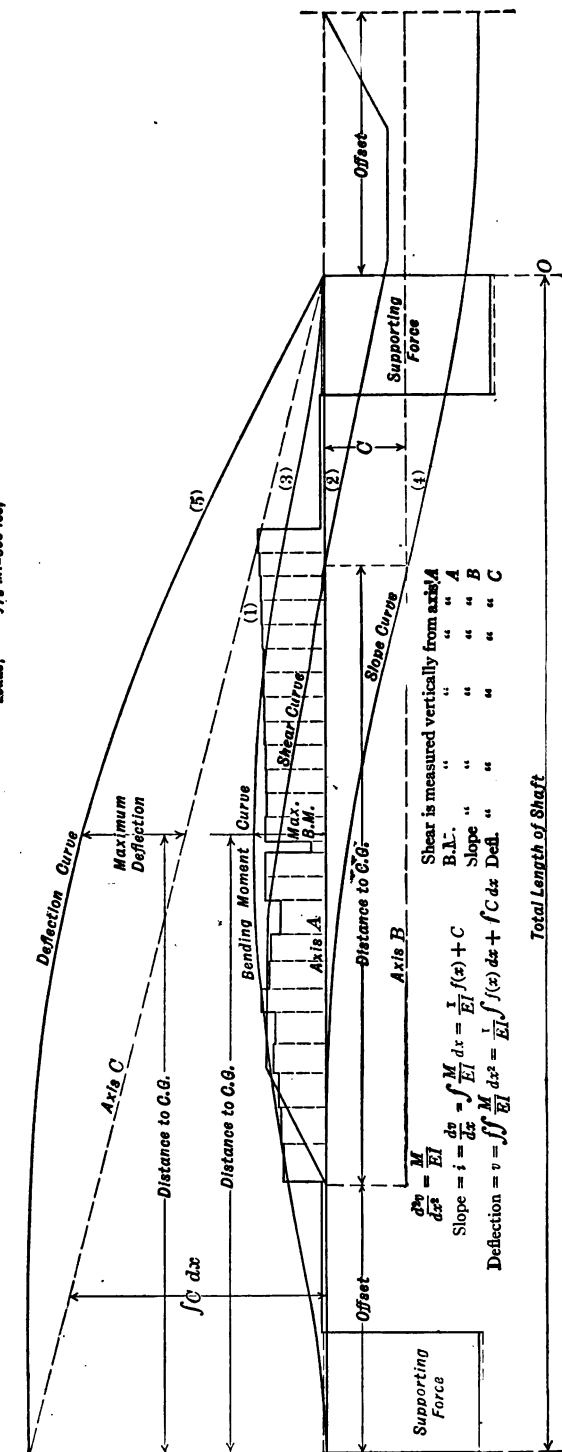 Deflection Curve
(5)
Maximum
Deflection
Axis C
(1)
(3)
Bending Moment Curve
Shear Curve
Max.
B.M.
Distance to C.G.
Distance to C.G.
∫C dx
Axis A
(2)
Offset
Supporting
Force
C
Distance to C.G.
Axis B
(4)
Slope Curve
Offset
Supporting
Force
d²v/dx² = M/EI
Slope = i = dv/dx = ∫ M/EI dx = 1/EI f(x) + C
Deflection = v = ∬ M/EI dx² = 1/EI ∫ f(x) dx + ∫ C dx
Shear is measured vertically from axis A
B.M. " " " " " A
Slope " " " " " B
Defl. " " " " " C
Total Length of Shaft
O